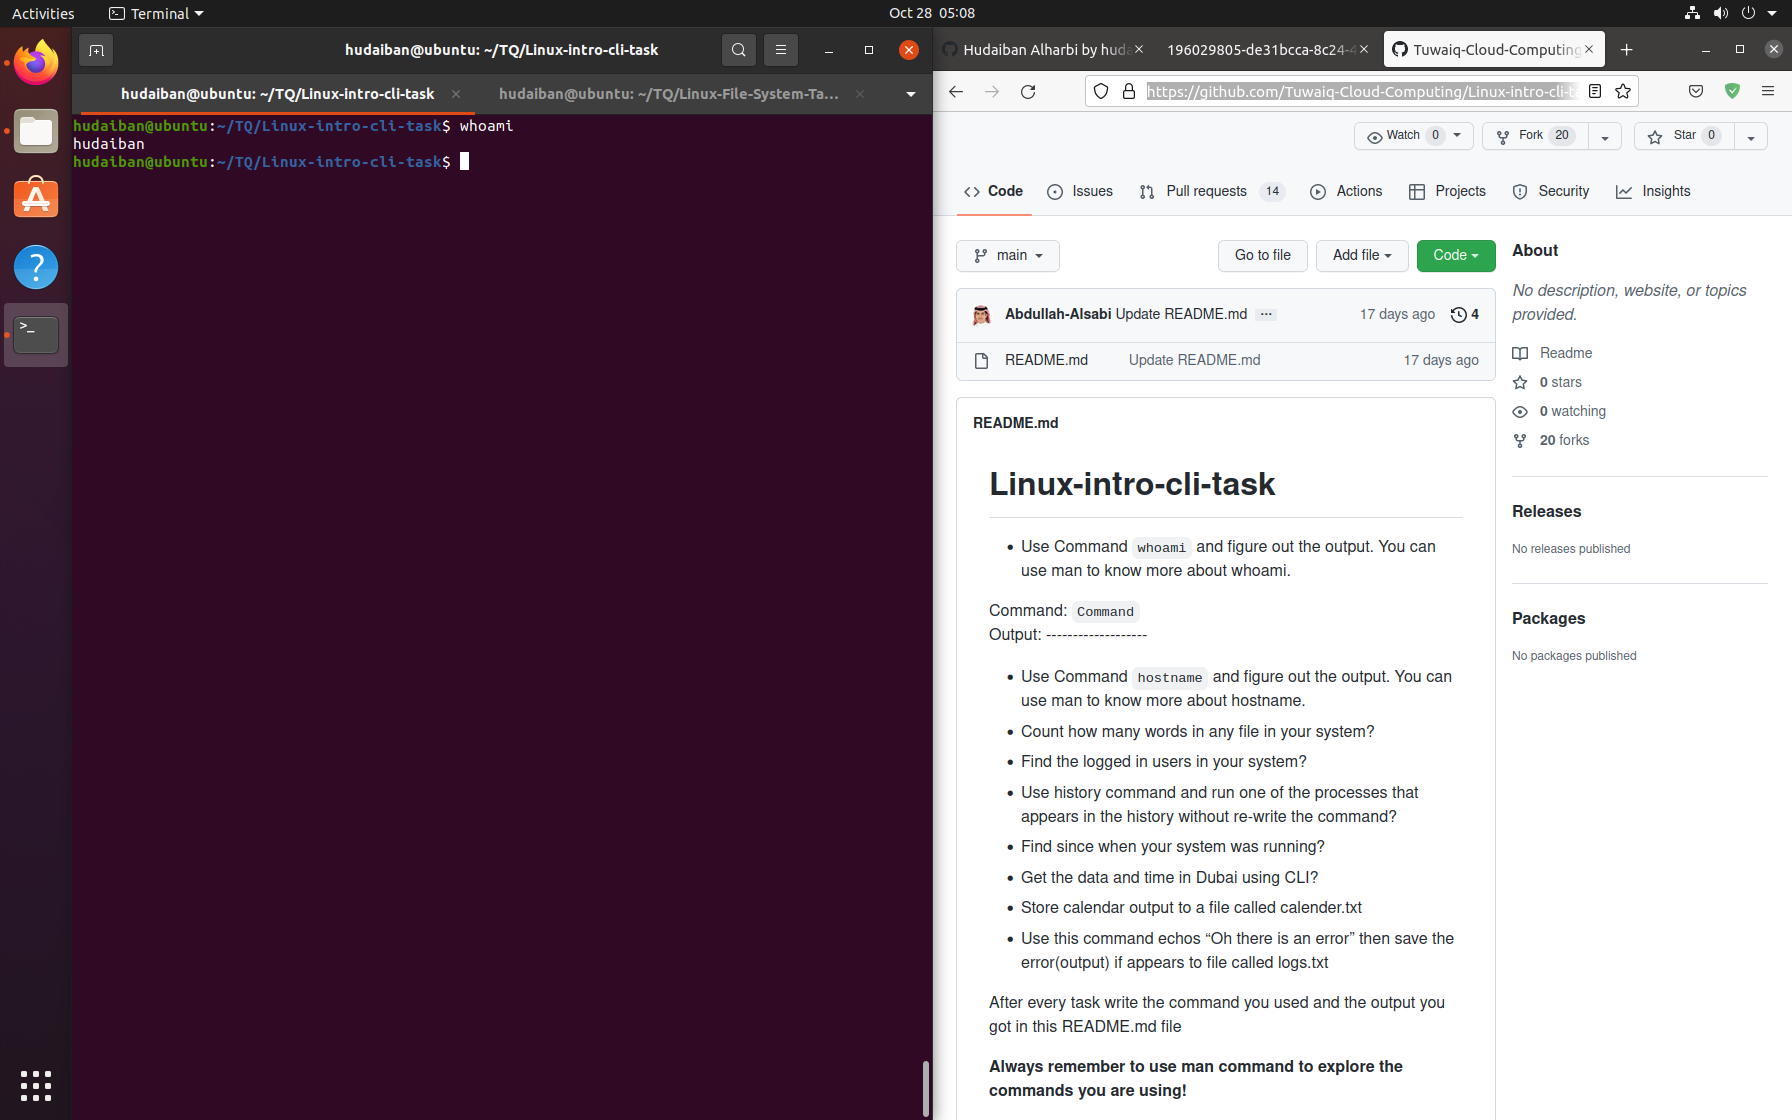 Activities
Terminal
Oct 28 05:08
hudaiban@ubuntu: ~/TQ/Linux-intro-cli-task
hudaiban@ubuntu: ~/TQ/Linux-intro-cli-task
hudaiban@ubuntu: ~/TQ/Linux-File-System-Ta...
hudaiban@ubuntu:~/TQ/Linux-intro-cli-task$ whoami
hudaiban
hudaiban@ubuntu:~/TQ/Linux-intro-cli-task$
>_
Hudaiban Alharbi by huda
196029805-de31bcca-8c24-4
Tuwaiq-Cloud-Computing
https://github.com/Tuwaiq-Cloud-Computing/Linux-intro-cli-ta
Watch 0
Fork 20
Star 0
Code
Issues
Pull requests 14
Actions
Projects
Security
Insights
main
Go to file
Add file
Code
Abdullah-Alsabi Update README.md ... 17 days ago 4
README.md Update README.md 17 days ago
README.md
Linux-intro-cli-task
• Use Command whoami and figure out the output. You can
use man to know more about whoami.
Command: Command
Output: -------------------
• Use Command hostname and figure out the output. You can
use man to know more about hostname.
• Count how many words in any file in your system?
• Find the logged in users in your system?
• Use history command and run one of the processes that
appears in the history without re-write the command?
• Find since when your system was running?
• Get the data and time in Dubai using CLI?
• Store calendar output to a file called calender.txt
• Use this command echos “Oh there is an error” then save the
error(output) if appears to file called logs.txt
After every task write the command you used and the output you
got in this README.md file
Always remember to use man command to explore the
commands you are using!
About
No description, website, or topics
provided.
Readme
0 stars
0 watching
20 forks
Releases
No releases published
Packages
No packages published